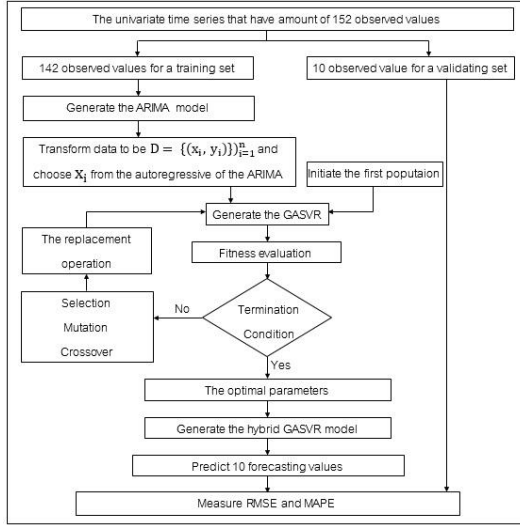 The univariate time series that have amount of 152 observed values
142 observed values for a training set
10 observed value for a validating set
Generate the ARIMA model
Transform data to be D = {(x_i, y_i)})_{i=1}^n and
choose X_i from the autoregressive of the ARIMA
Initiate the first poputaion
Generate the GASVR
The replacement
operation
Fitness evaluation
Selection
Mutation
Crossover
No
Termination
Condition
Yes
The optimal parameters
Generate the hybrid GASVR model
Predict 10 forecasting values
Measure RMSE and MAPE